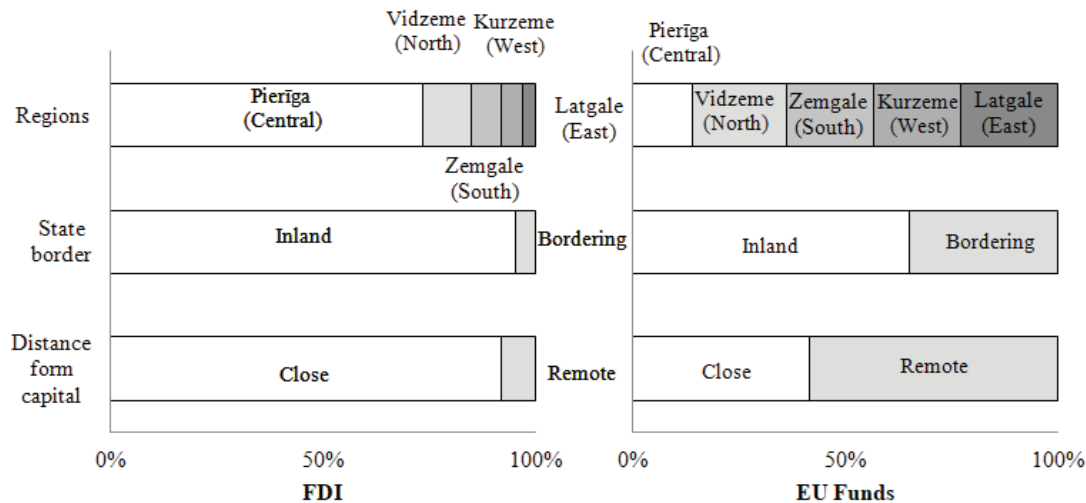 Vidzeme
(North)
Kurzeme
(West)
Pierīga
(Central)
Regions
Pierīga
(Central)
Latgale
(East)
Vidzeme
(North)
Zemgale
(South)
Kurzeme
(West)
Latgale
(East)
Zemgale
(South)
State
border
Inland
Bordering
Inland
Bordering
Distance
form
capital
Close
Remote
Close
Remote
0%
50%
100%
0%
50%
100%
FDI
EU Funds